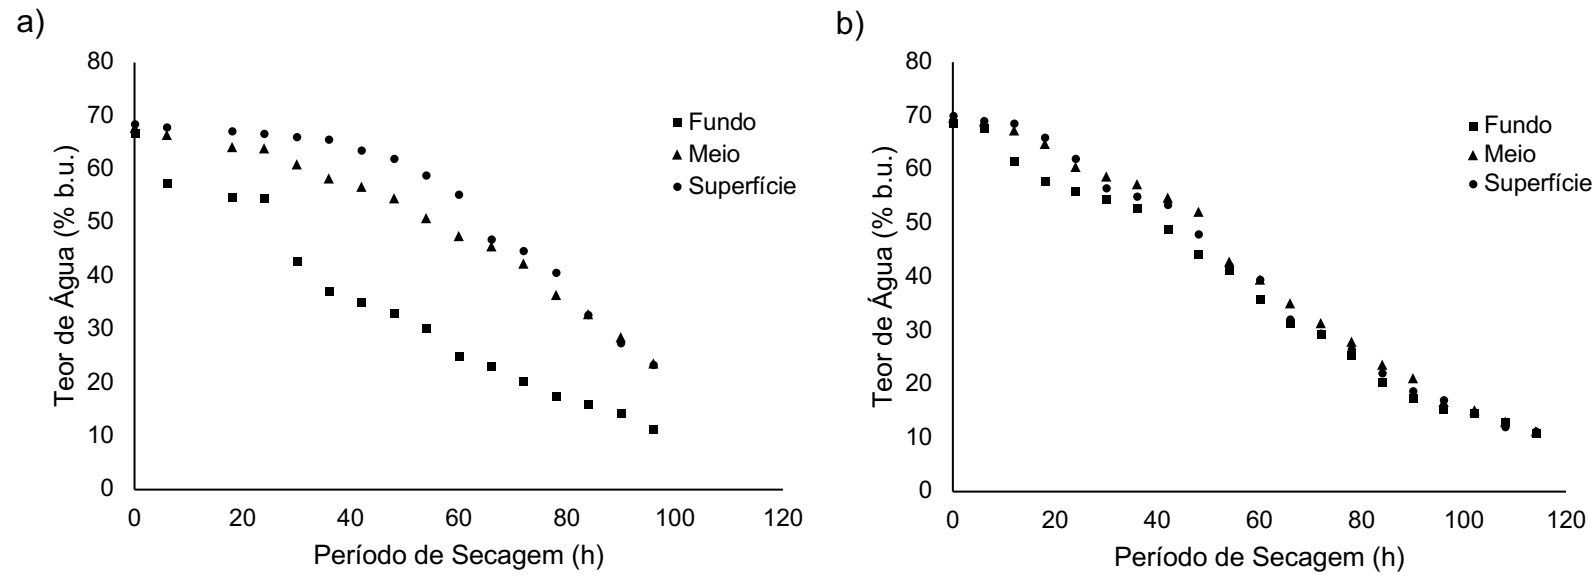 a)
80
70
60
50
40
30
20
10
0
0 20 40 60 80 100 120
Teor de Água (% b.u.)
Período de Secagem (h)
Fundo
Meio
Superfície
b)
80
70
60
50
40
30
20
10
0
0 20 40 60 80 100 120
Teor de Água (% b.u.)
Período de Secagem (h)
Fundo
Meio
Superfície